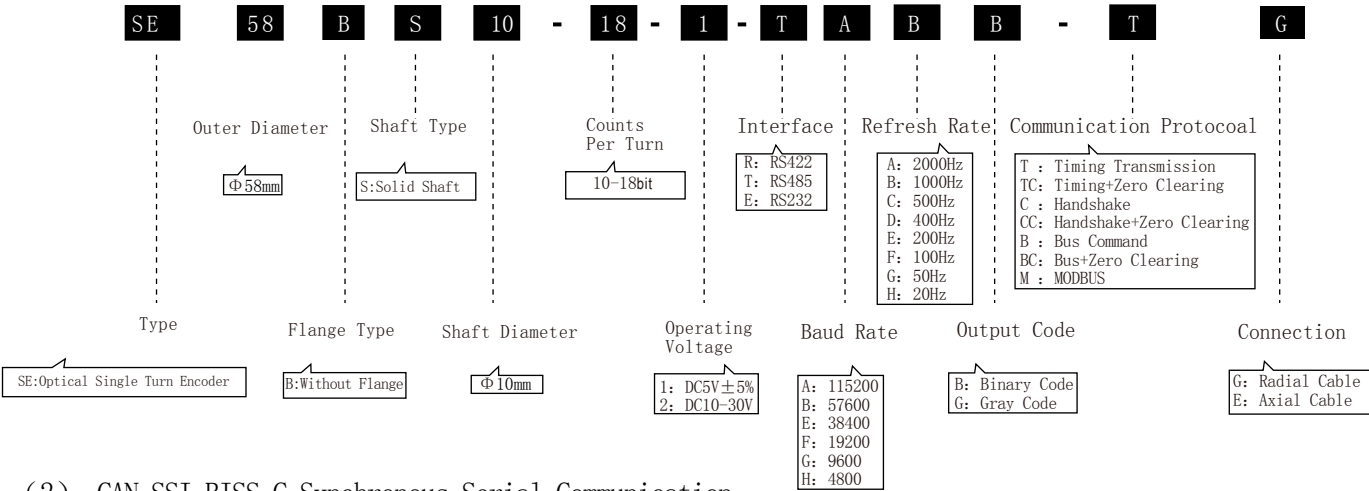 SE 58 B S 10 - 18 - 1 - T A B B - T G
Outer Diameter
Φ58mm
Shaft Type
S:Solid Shaft
Counts
Per Turn
10-18bit
Interface
R: RS422
T: RS485
E: RS232
Refresh Rate
A: 2000Hz
B: 1000Hz
C: 500Hz
D: 400Hz
E: 200Hz
F: 100Hz
G: 50Hz
H: 20Hz
Communication Protocoal
T : Timing Transmission
TC: Timing+Zero Clearing
C : Handshake
CC: Handshake+Zero Clearing
B : Bus Command
BC: Bus+Zero Clearing
M : MODBUS
Type
SE:Optical Single Turn Encoder
Flange Type
B:Without Flange
Shaft Diameter
Φ10mm
Operating
Voltage
1: DC5V±5%
2: DC10-30V
Baud Rate
A: 115200
B: 57600
E: 38400
F: 19200
G: 9600
H: 4800
Output Code
B: Binary Code
G: Gray Code
Connection
G: Radial Cable
E: Axial Cable